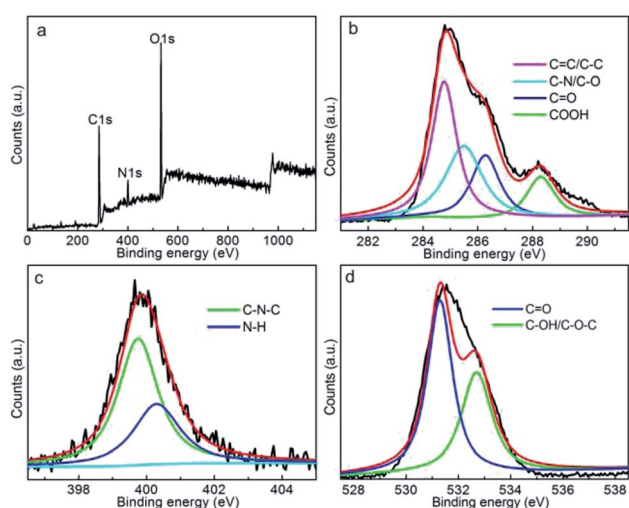 a
O1s
C1s
N1s
Counts (a.u.)
0 200 400 600 800 1000
Binding energy (eV)
b
C=C/C-C
C-N/C-O
C=O
COOH
Counts (a.u.)
282 284 286 288 290
Binding energy (eV)
c
C-N-C
N-H
Counts (a.u.)
398 400 402 404
Binding energy (eV)
d
C=O
C-OH/C-O-C
Counts (a.u.)
528 530 532 534 536 538
Binding energy (eV)